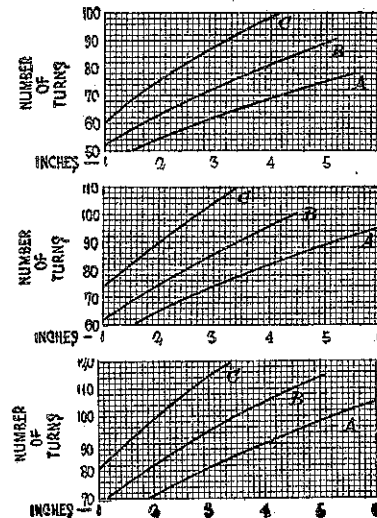 100
C
90
B
80
A
70
60
50
NUMBER
OF
TURNS
INCHES — 1 2 3 4 5
110
C
100
B
90
A
80
70
60
NUMBER
OF
TURNS
INCHES — 1 2 3 4 5
C
110
B
100
A
90
80
70
NUMBER
OF
TURNS
INCHES — 1 2 3 4 5 6